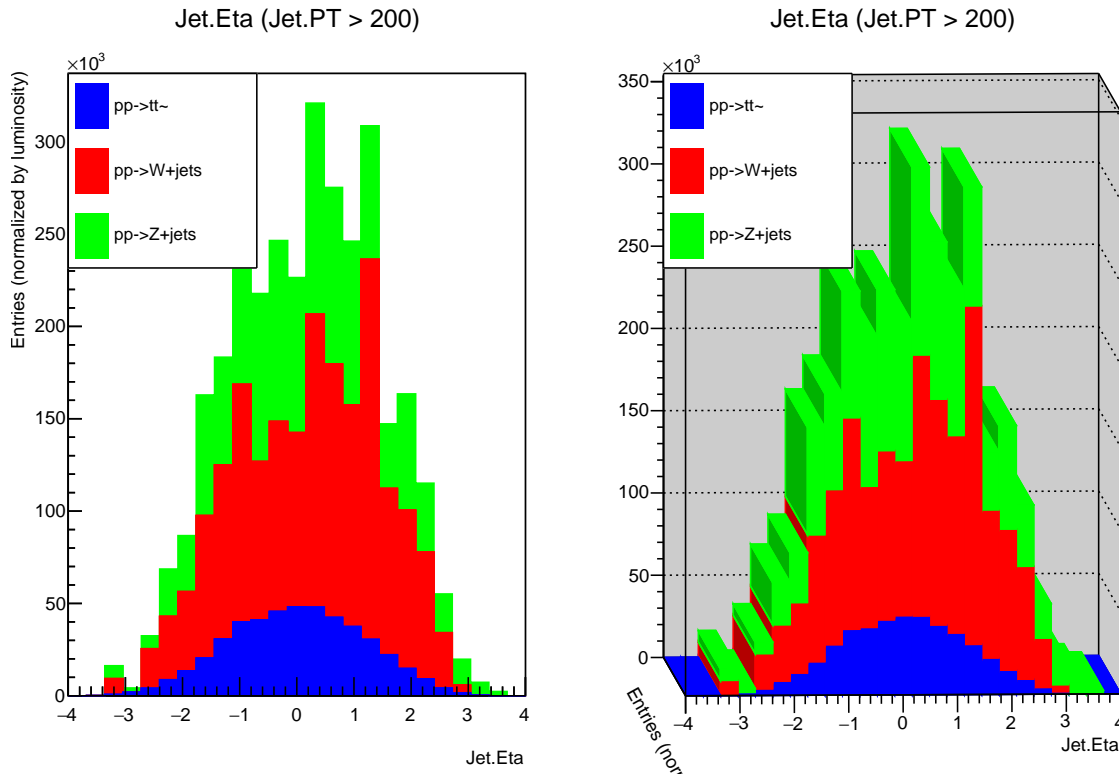 Jet.Eta (Jet.PT > 200)
×10³
Entries (normalized by luminosity)
pp->tt~
pp->W+jets
pp->Z+jets
300
250
200
150
100
50
0
−4 −3 −2 −1 0 1 2 3 4
Jet.Eta
Jet.Eta (Jet.PT > 200)
×10³
pp->tt~
pp->W+jets
pp->Z+jets
350
300
250
200
150
100
50
0
−4 −3 −2 −1 0 1 2 3 4
Entries (nor
Jet.Eta